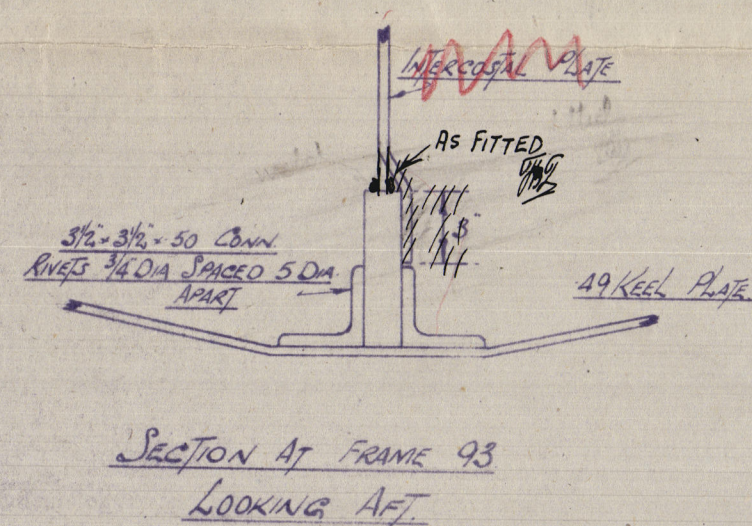 INTERCOSTAL PLATE
AS FITTED
3½" × 3½" × .50 CONN.
RIVETS ¾" DIA SPACED 5 DIA.
APART
8"
.49 KEEL PLATE.
SECTION AT FRAME 93
LOOKING AFT.